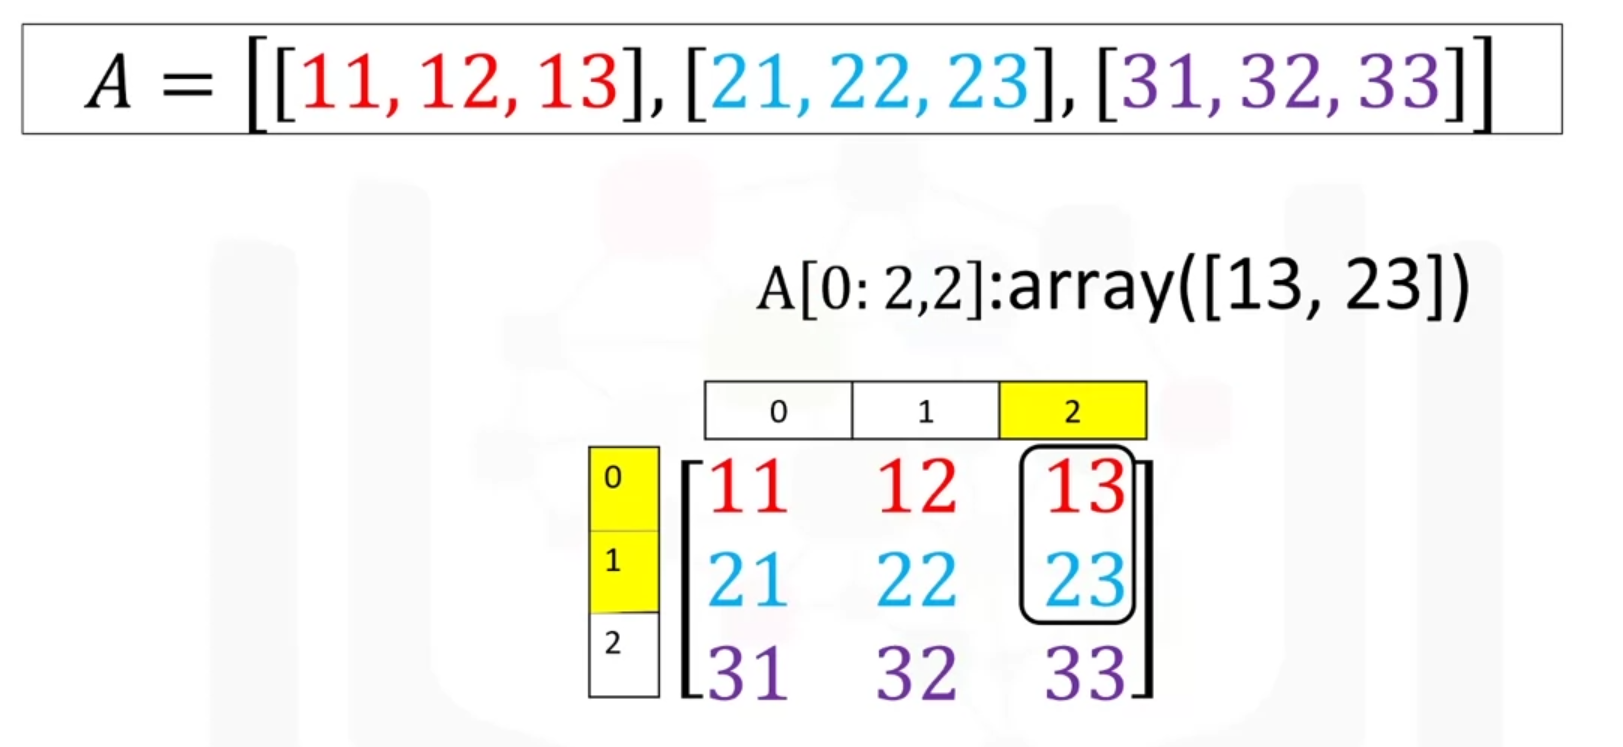 A = [[11, 12, 13], [21, 22, 23], [31, 32, 33]]
A[0: 2,2]:array([13, 23])
0 1 2
0 11 12 13
1 21 22 23
2 31 32 33